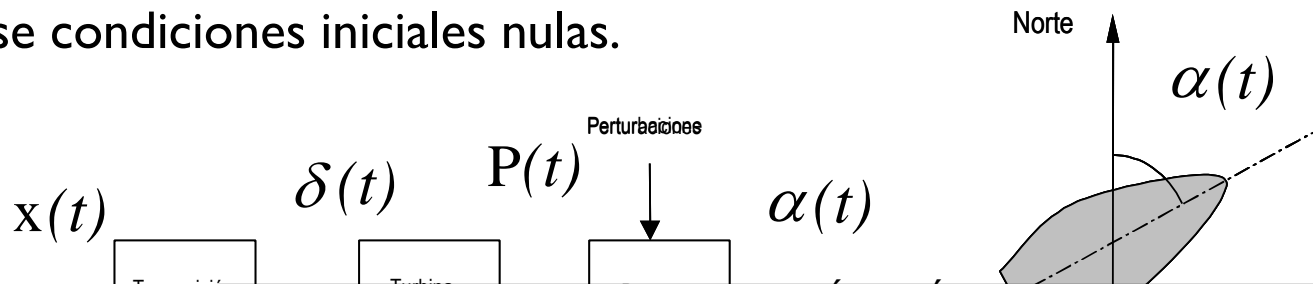 se condiciones iniciales nulas.
Norte
α(t)
Perturbaciones
P(t)
δ(t)
x(t)
α(t)